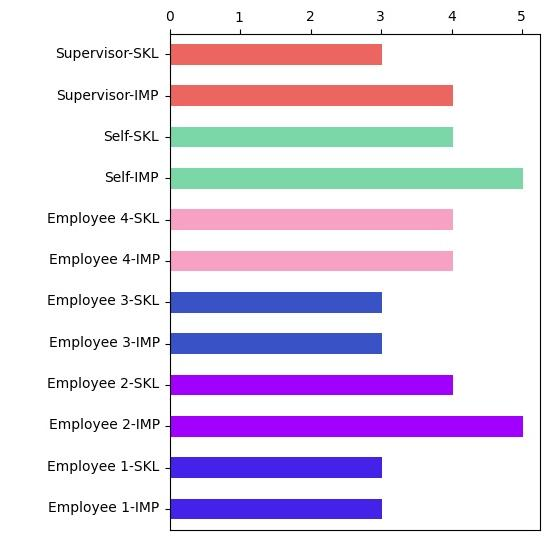 0 1 2 3 4 5
Supervisor-SKL
Supervisor-IMP
Self-SKL
Self-IMP
Employee 4-SKL
Employee 4-IMP
Employee 3-SKL
Employee 3-IMP
Employee 2-SKL
Employee 2-IMP
Employee 1-SKL
Employee 1-IMP